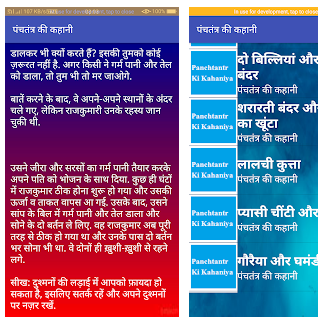 पंचतंत्र की कहानी
डालकर भी क्यों करते हैं? इसकी तुमको कोई
ज़रूरत नहीं है. अगर किसी ने गर्म पानी और तेल
को डाला, तो तुम भी तो मर जाओगे.
बातें करने के बाद, वे अपने-अपने स्थानों के अंदर
चले गए, लेकिन राजकुमारी उनके रहस्य जान
चुकी थी.
उसने जीरा और सरसों का गर्म पानी तैयार करके
अपने पति को भोजन के साथ दिया. कुछ ही घंटों
में राजकुमार ठीक होना शुरू हो गया और उसकी
ऊर्जा व ताकत वापस आ गई. उसके बाद, उसने
सांप के बिल में गर्म पानी और तेल डाला और
सोने के दो बर्तन ले लिए. वह राजकुमार अब पूरी
तरह से ठीक हो गया था और उनके पास दो बर्तन
भर सोना भी था. वे दोनों ही ख़ुशी-ख़ुशी से रहने
लगे.
सीख: दुश्मनों की लड़ाई में आपको फ़ायदा हो
सकता है, इसलिए सतर्क रहें और अपने दुश्मनों
पर नज़र रखें.
in use for development, tap to close
पंचतंत्र की कहानी
Panchtantr
Ki Kahaniya
दो बिल्लियां और
बंदर
पंचतंत्र की कहानी
Panchtantr
Ki Kahaniya
शरारती बंदर और
का खूंटा
पंचतंत्र की कहानी
Panchtantr
Ki Kahaniya
लालची कुत्ता
पंचतंत्र की कहानी
Panchtantr
Ki Kahaniya
प्यासी चींटी और
पंचतंत्र की कहानी
Panchtantr
Ki Kahaniya
गौरैया और घमंडी
पंचतंत्र की कहानी